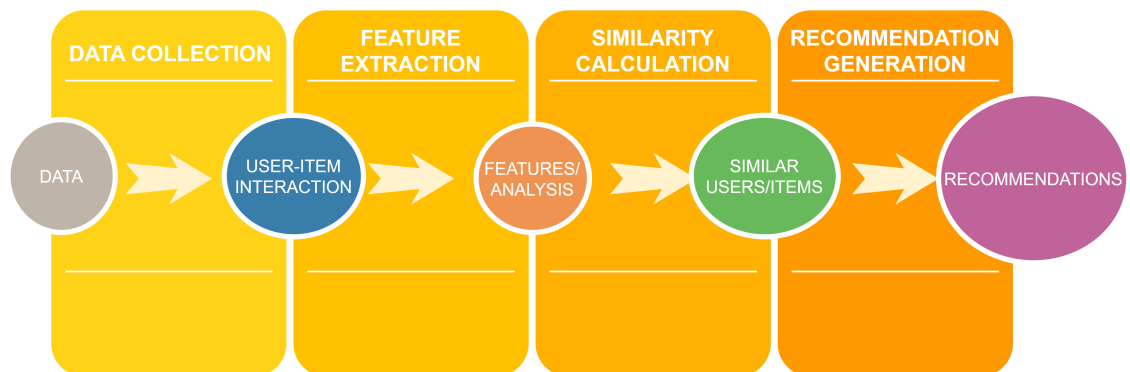 DATA COLLECTION
FEATURE
EXTRACTION
SIMILARITY
CALCULATION
RECOMMENDATION
GENERATION
DATA
USER-ITEM
INTERACTION
FEATURES/
ANALYSIS
SIMILAR
USERS/ITEMS
RECOMMENDATIONS